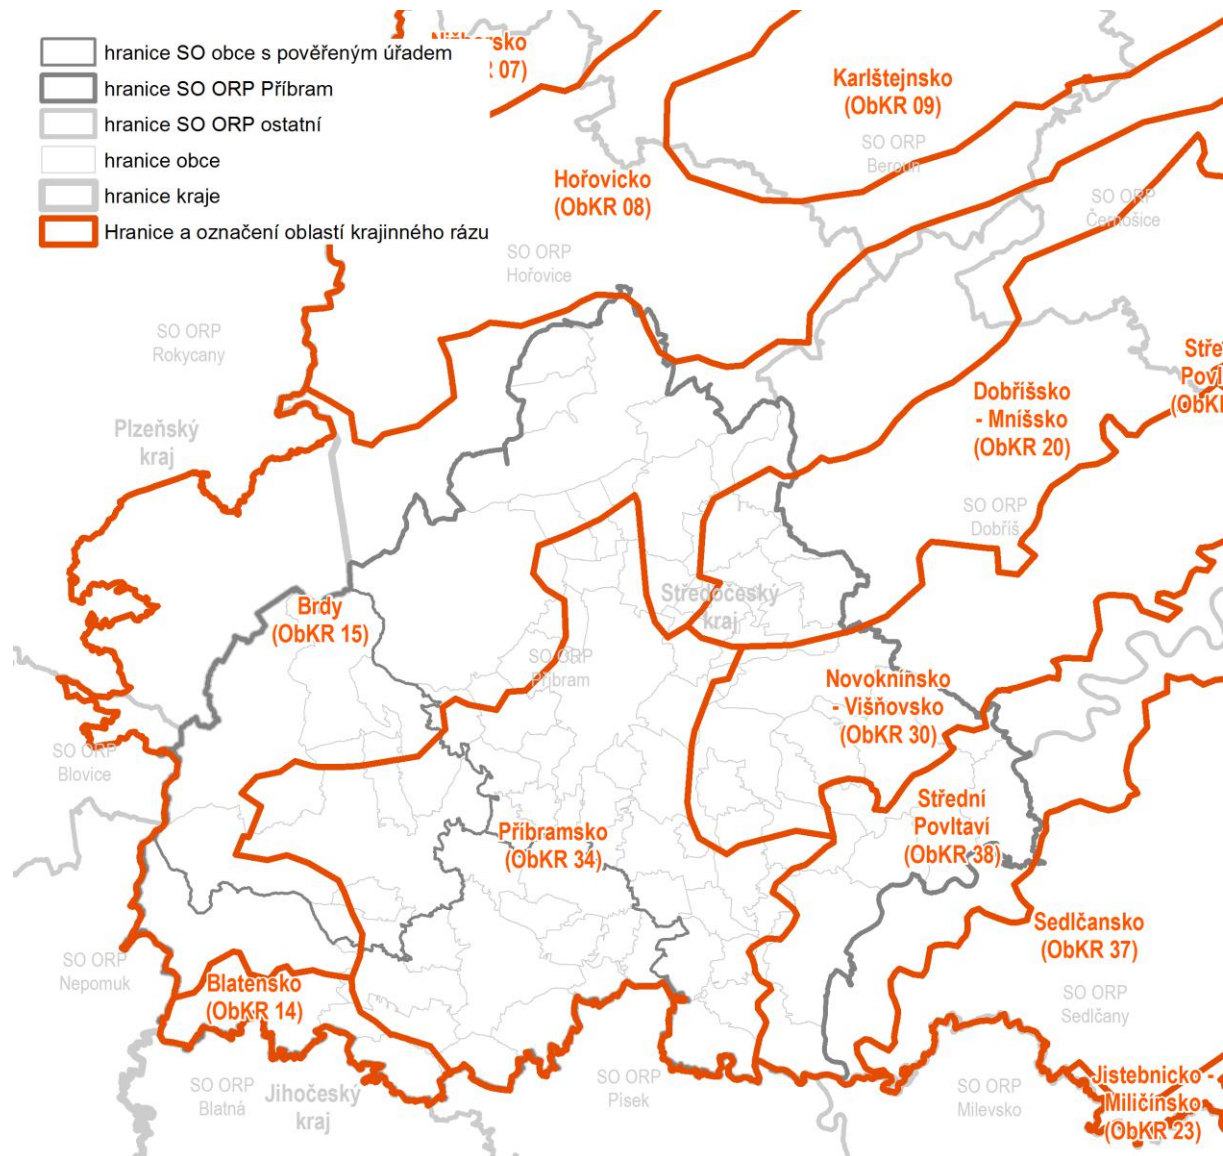 hranice SO obce s pověřeným úřadem
hranice SO ORP Příbram
hranice SO ORP ostatní
hranice obce
hranice kraje
Hranice a označení oblastí krajinného rázu
07)
Karlštejnsko
(ObKR 09)
SO ORP
Beroun
Hořovicko
(ObKR 08)
SO ORP
Černošice
SO ORP
Hořovice
SO ORP
Rokycany
Stře
Povl
(ObK
Dobříšsko
- Mníšsko
(ObKR 20)
Plzeňský
kraj
SO ORP
Dobříš
Středočeský
kraj
Brdy
(ObKR 15)
SO ORP
Příbram
Novoknínsko
- Višňovsko
(ObKR 30)
SO ORP
Blovice
Střední
Povltaví
(ObKR 38)
Příbramsko
(ObKR 34)
Sedlčansko
(ObKR 37)
SO ORP
Nepomuk
Blatensko
(ObKR 14)
SO ORP
Sedlčany
SO ORP
Blatná
Jihočeský
kraj
SO ORP
Písek
SO ORP
Milevsko
Jistebnicko -
Miličínsko
(ObKR 23)